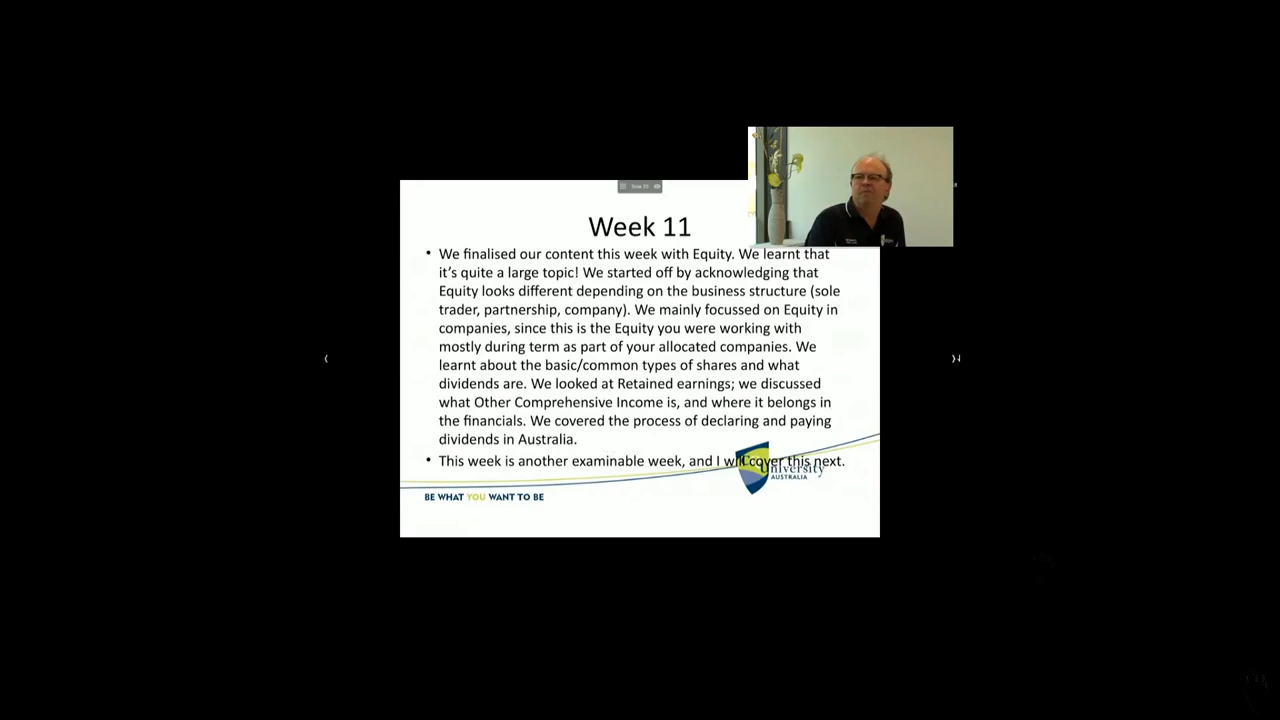 Week 11
• We finalised our content this week with Equity. We learnt that
it's quite a large topic! We started off by acknowledging that
Equity looks different depending on the business structure (sole
trader, partnership, company). We mainly focussed on Equity in
companies, since this is the Equity you were working with
mostly during term as part of your allocated companies. We
learnt about the basic/common types of shares and what
dividends are. We looked at Retained earnings; we discussed
what Other Comprehensive Income is, and where it belongs in
the financials. We covered the process of declaring and paying
dividends in Australia.
• This week is another examinable week, and I will cover this next.
University
AUSTRALIA
BE WHAT YOU WANT TO BE